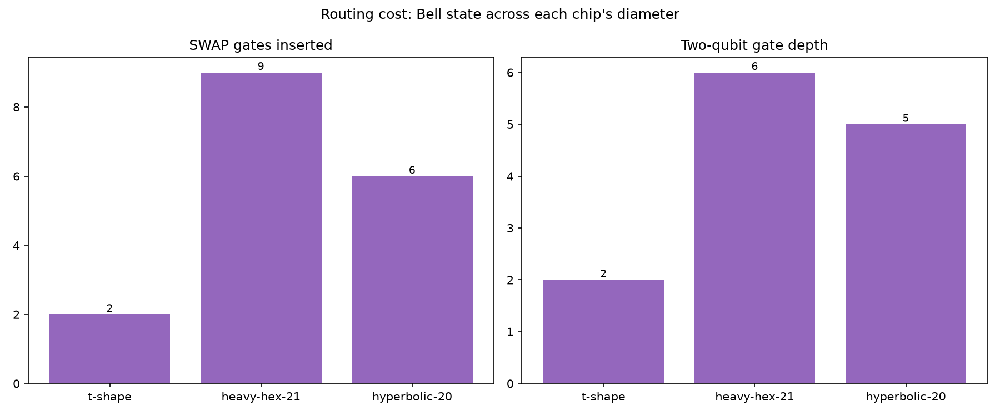 Routing cost: Bell state across each chip's diameter
SWAP gates inserted
8
6
4
2
0
2
9
6
t-shape
heavy-hex-21
hyperbolic-20
Two-qubit gate depth
6
5
4
3
2
1
0
2
6
5
t-shape
heavy-hex-21
hyperbolic-20